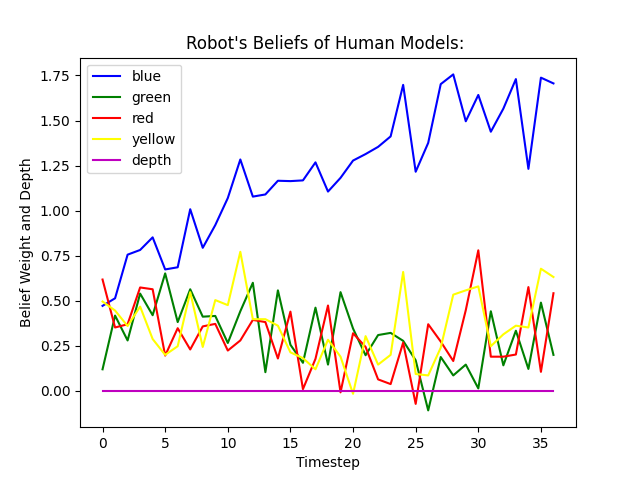 Robot's Beliefs of Human Models:
blue
green
red
yellow
depth
Belief Weight and Depth
1.75
1.50
1.25
1.00
0.75
0.50
0.25
0.00
0 5 10 15 20 25 30 35
Timestep